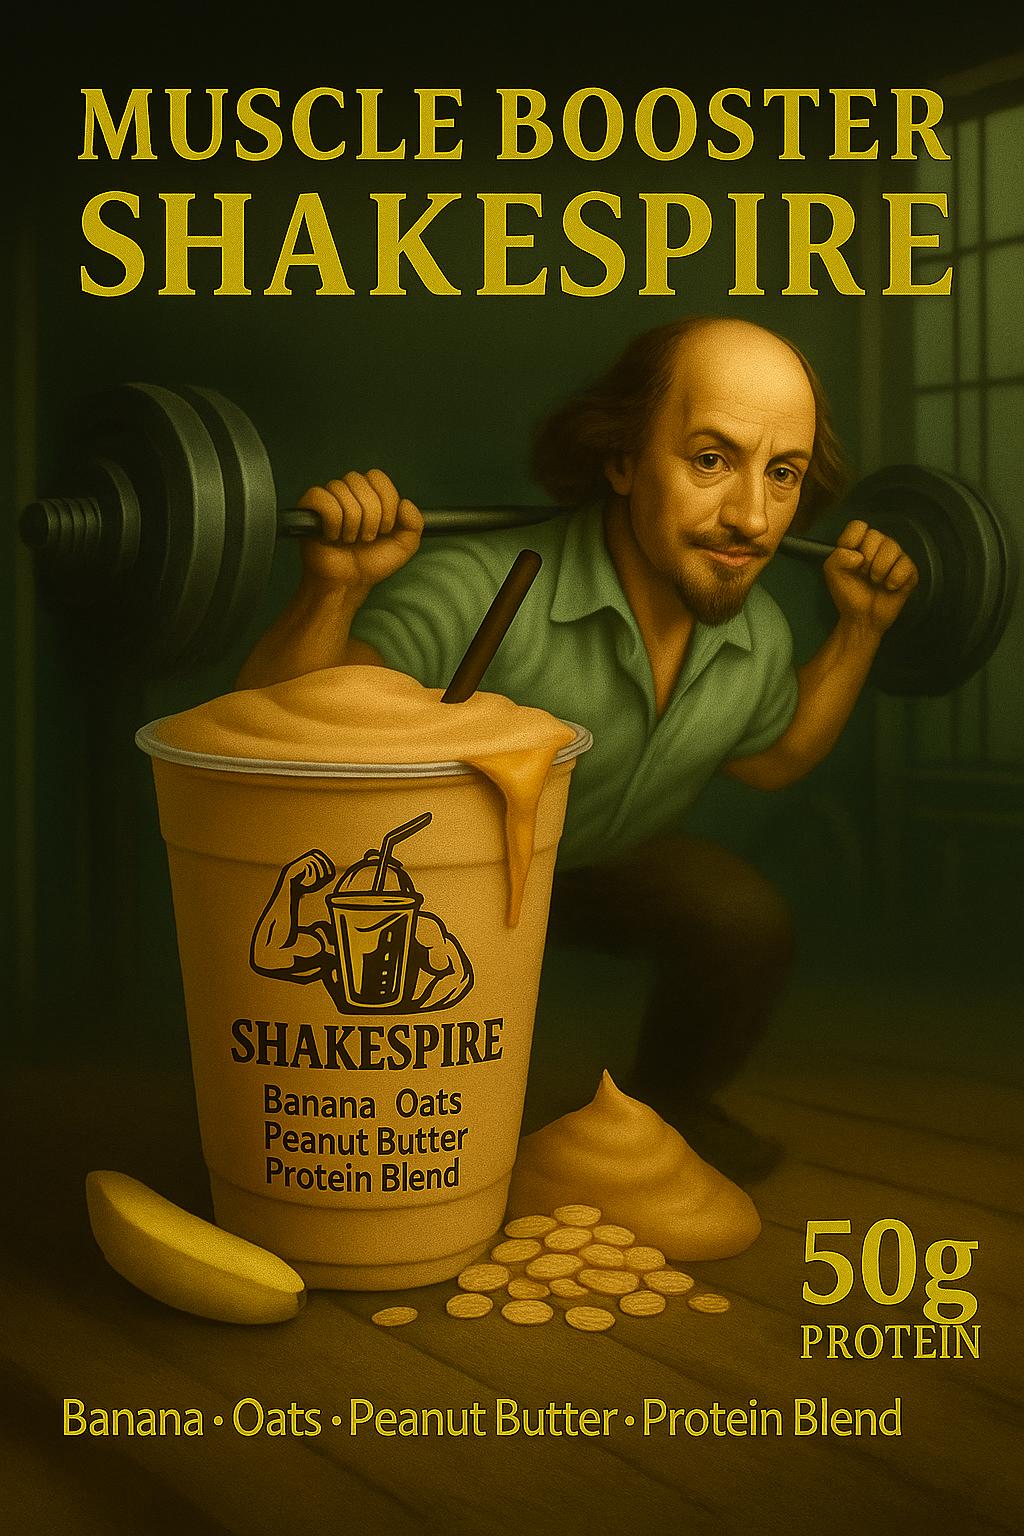 MUSCLE BOOSTER
SHAKESPIRE
SHAKESPIRE
Banana Oats
Peanut Butter
Protein Blend
50g
PROTEIN
Banana · Oats · Peanut Butter · Protein Blend